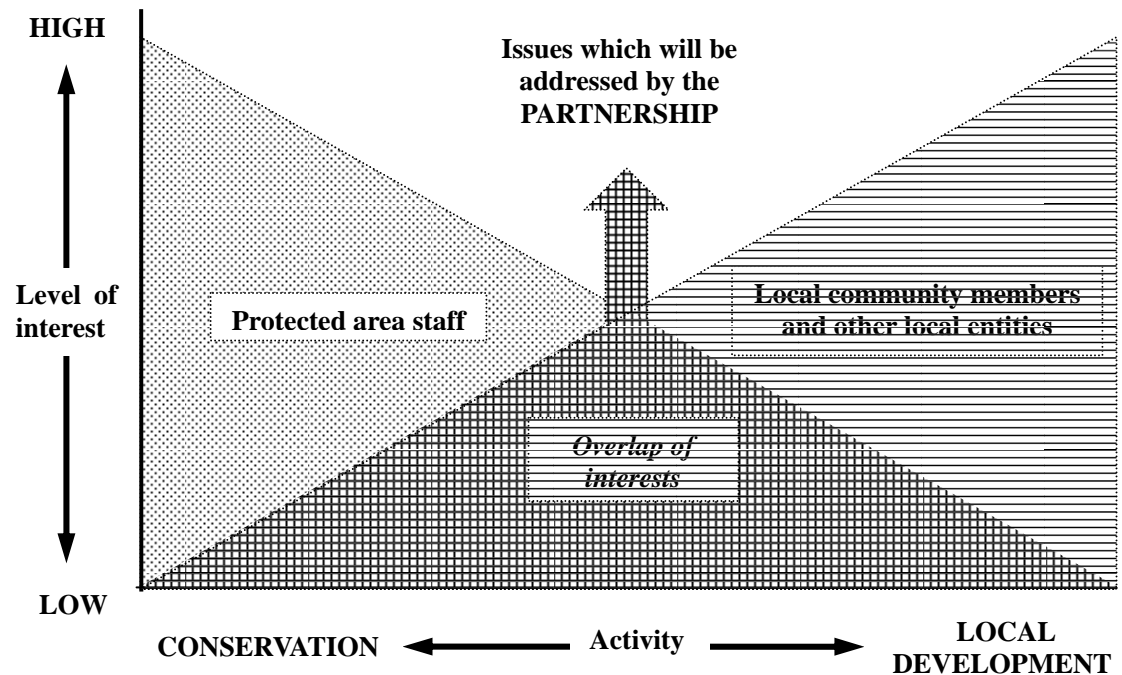 HIGH
Issues which will be
addressed by the
PARTNERSHIP
Level of
interest
Protected area staff
Local community members
and other local entities
Overlap of
interests
LOW
CONSERVATION
Activity
LOCAL
DEVELOPMENT